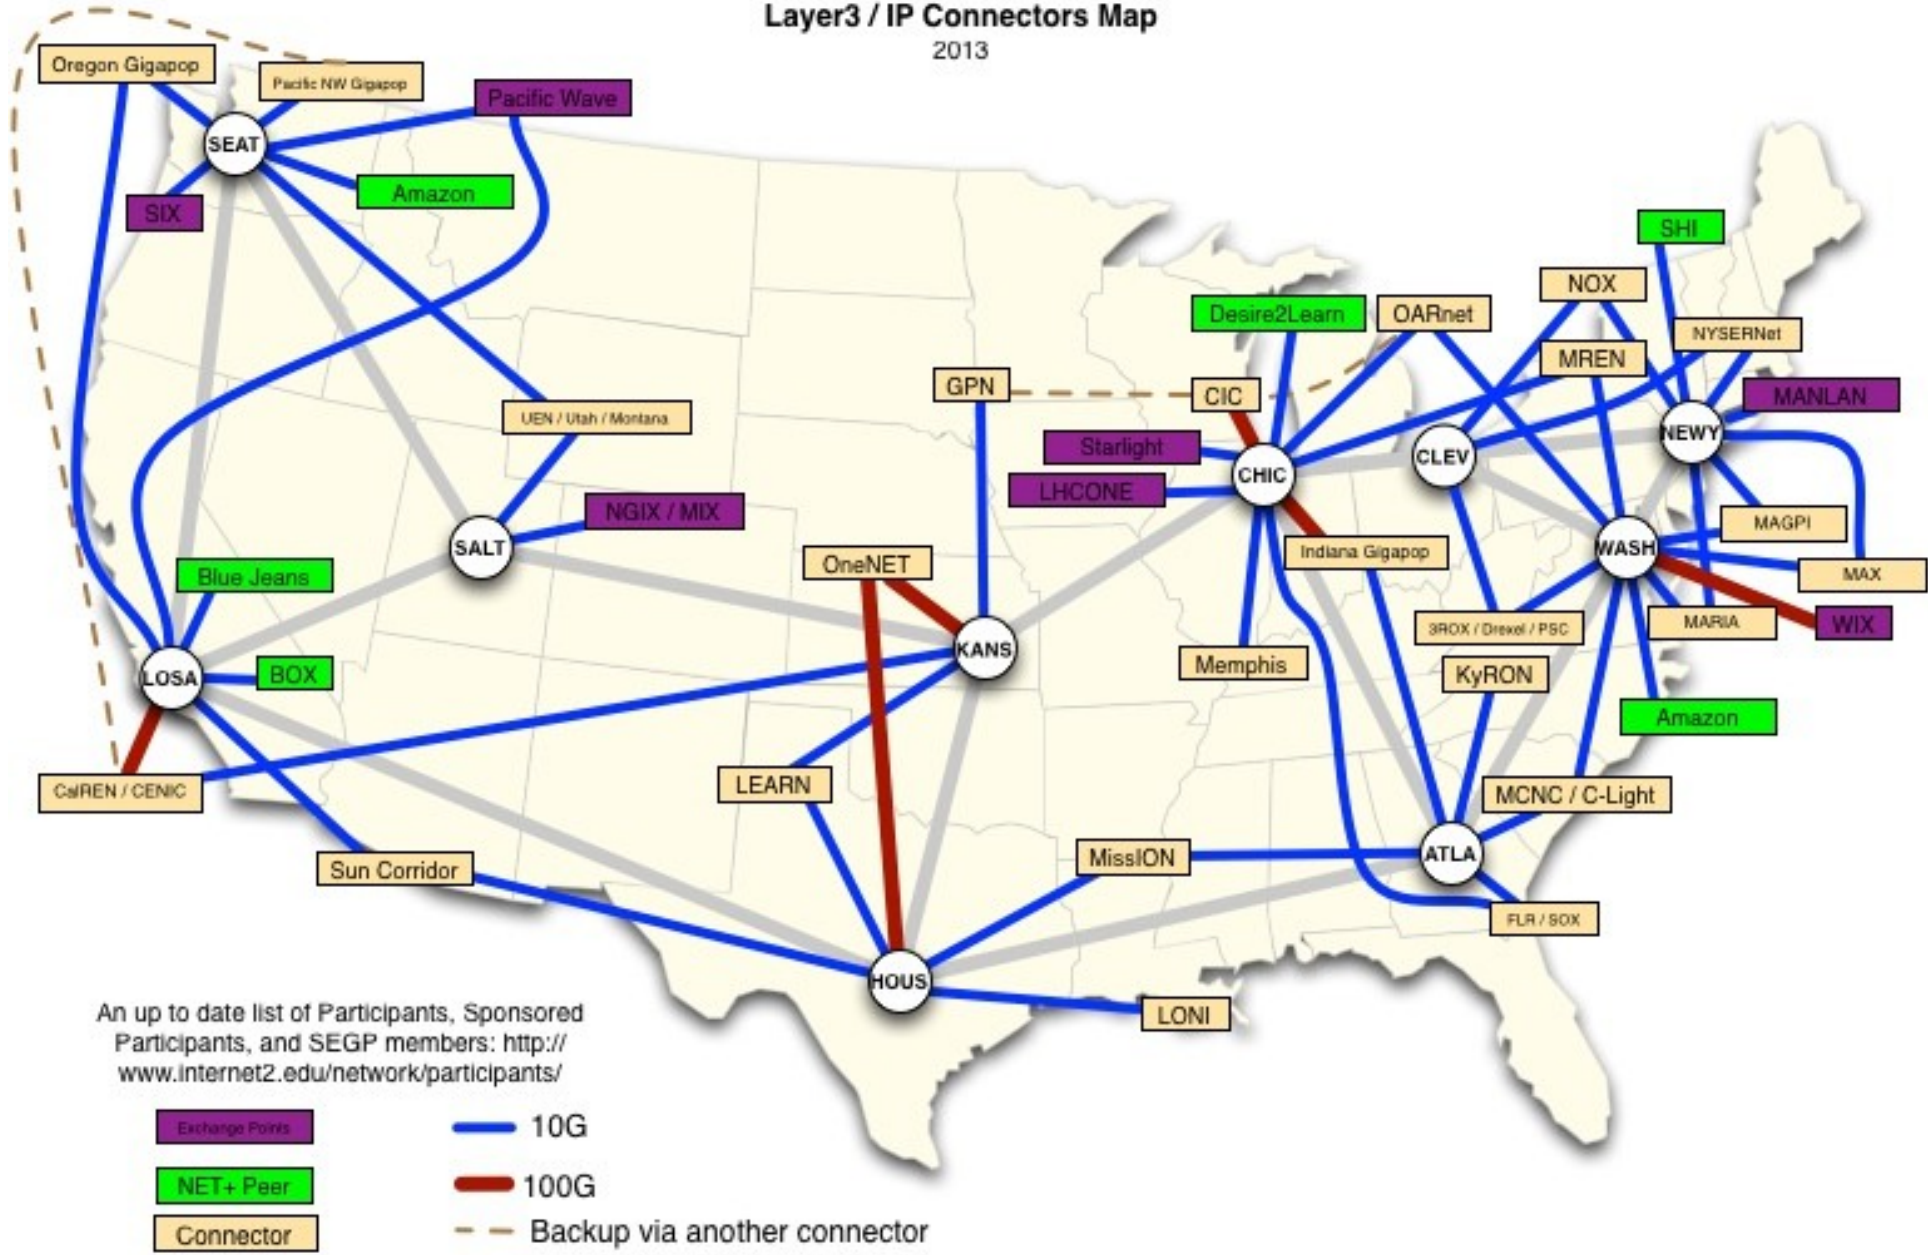 Layer3 / IP Connectors Map
2013
Oregon Gigapop
Pacific NW Gigapop
Pacific Wave
SEAT
Amazon
SIX
SHI
NOX
Desire2Learn
OARnet
NYSERNet
MREN
GPN
CIC
MANLAN
UEN / Utah / Montana
Starlight
NEWY
CLEV
CHIC
LHCONE
NGIX / MIX
MAGPI
SALT
WASH
Indiana Gigapop
OneNET
Blue Jeans
MAX
MARIA
WIX
3ROX / Drexel / PSC
KANS
Memphis
KyRON
LOSA
BOX
Amazon
CalREN / CENIC
LEARN
MCNC / C-Light
MissION
ATLA
Sun Corridor
FLR / SOX
HOUS
LONI
An up to date list of Participants, Sponsored
Participants, and SEGP members: http://
www.internet2.edu/network/participants/
Exchange Points
10G
NET+ Peer
100G
Connector
Backup via another connector